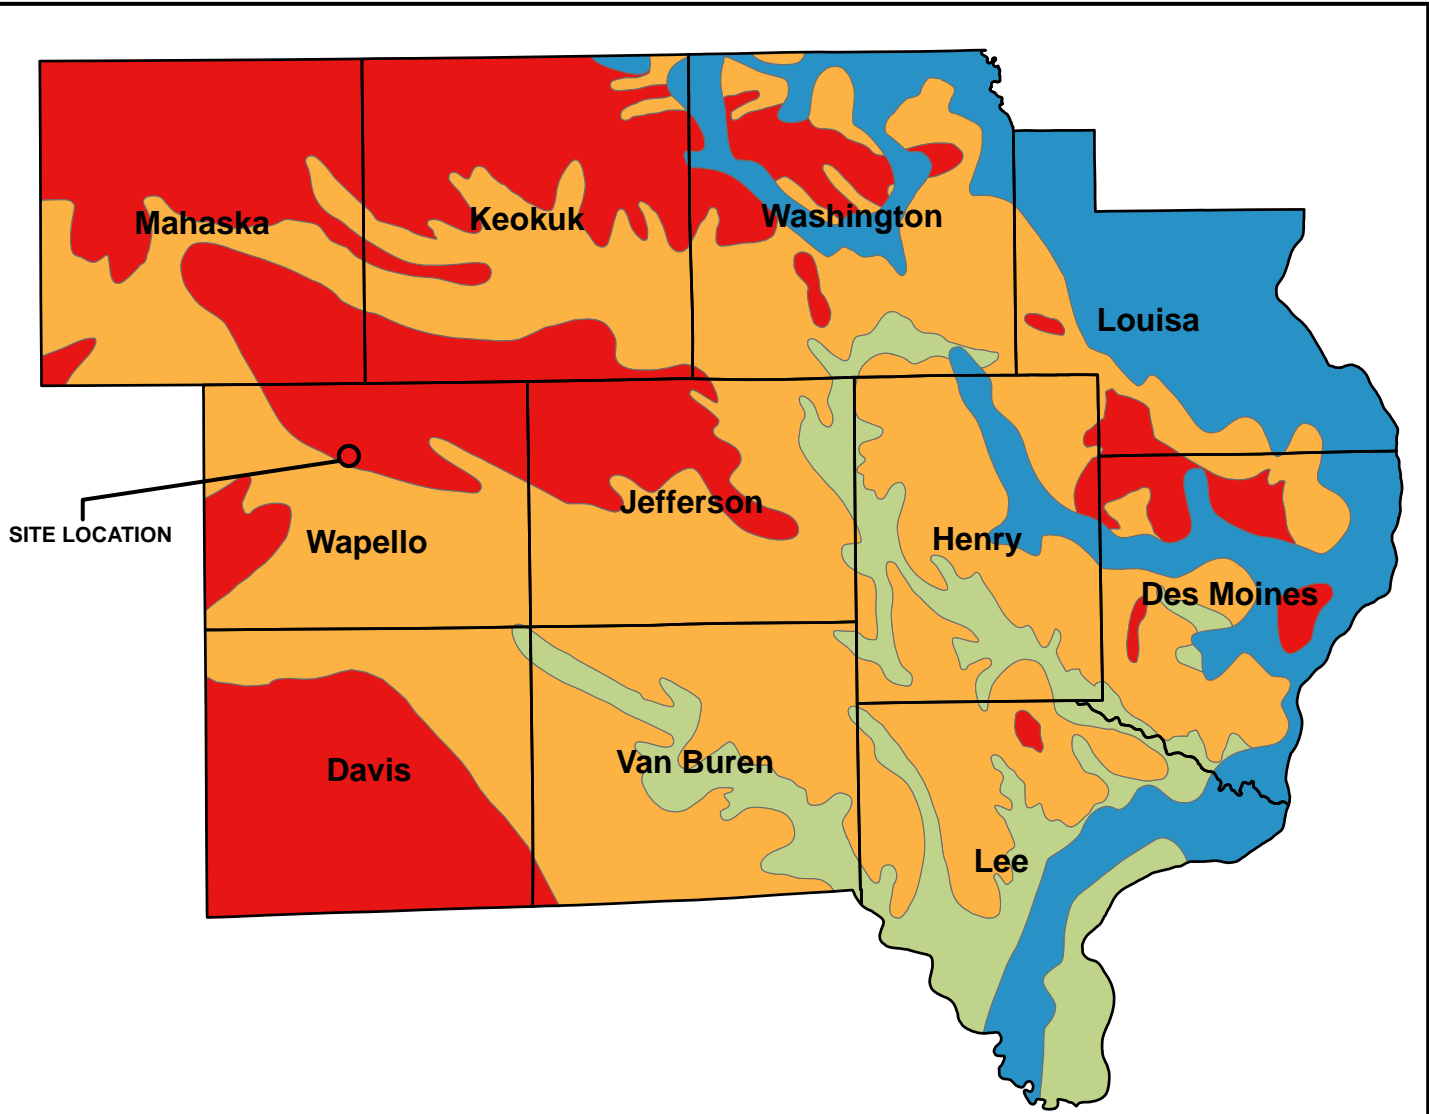 Mahaska
Keokuk
Washington
Louisa
SITE LOCATION
Wapello
Jefferson
Henry
Des Moines
Davis
Van Buren
Lee